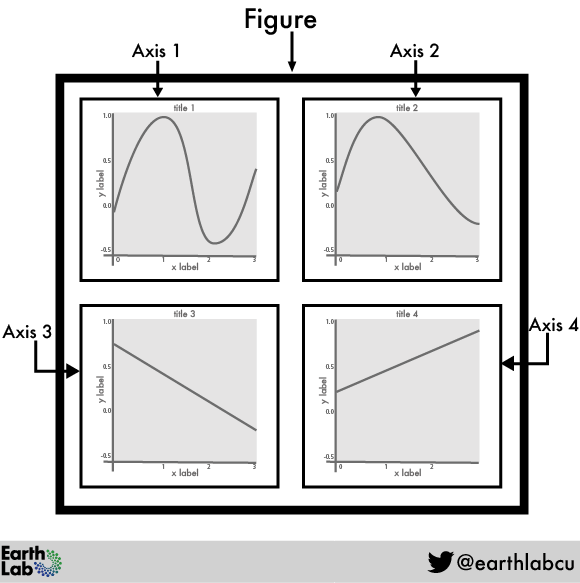 Figure
Axis 1
Axis 2
title 1
1.0
0.5
0.0
-0.5
y label
0 1 2 3
x label
title 2
1.0
0.5
0.0
-0.5
y label
0 1 2
x label
Axis 3
title 3
1.0
0.5
0.0
-0.5
y label
0 1 2 3
x label
Axis 4
title 4
1.0
0.5
0.0
-0.5
y label
0 1 2
x label
Earth
Lab
@earthlabcu